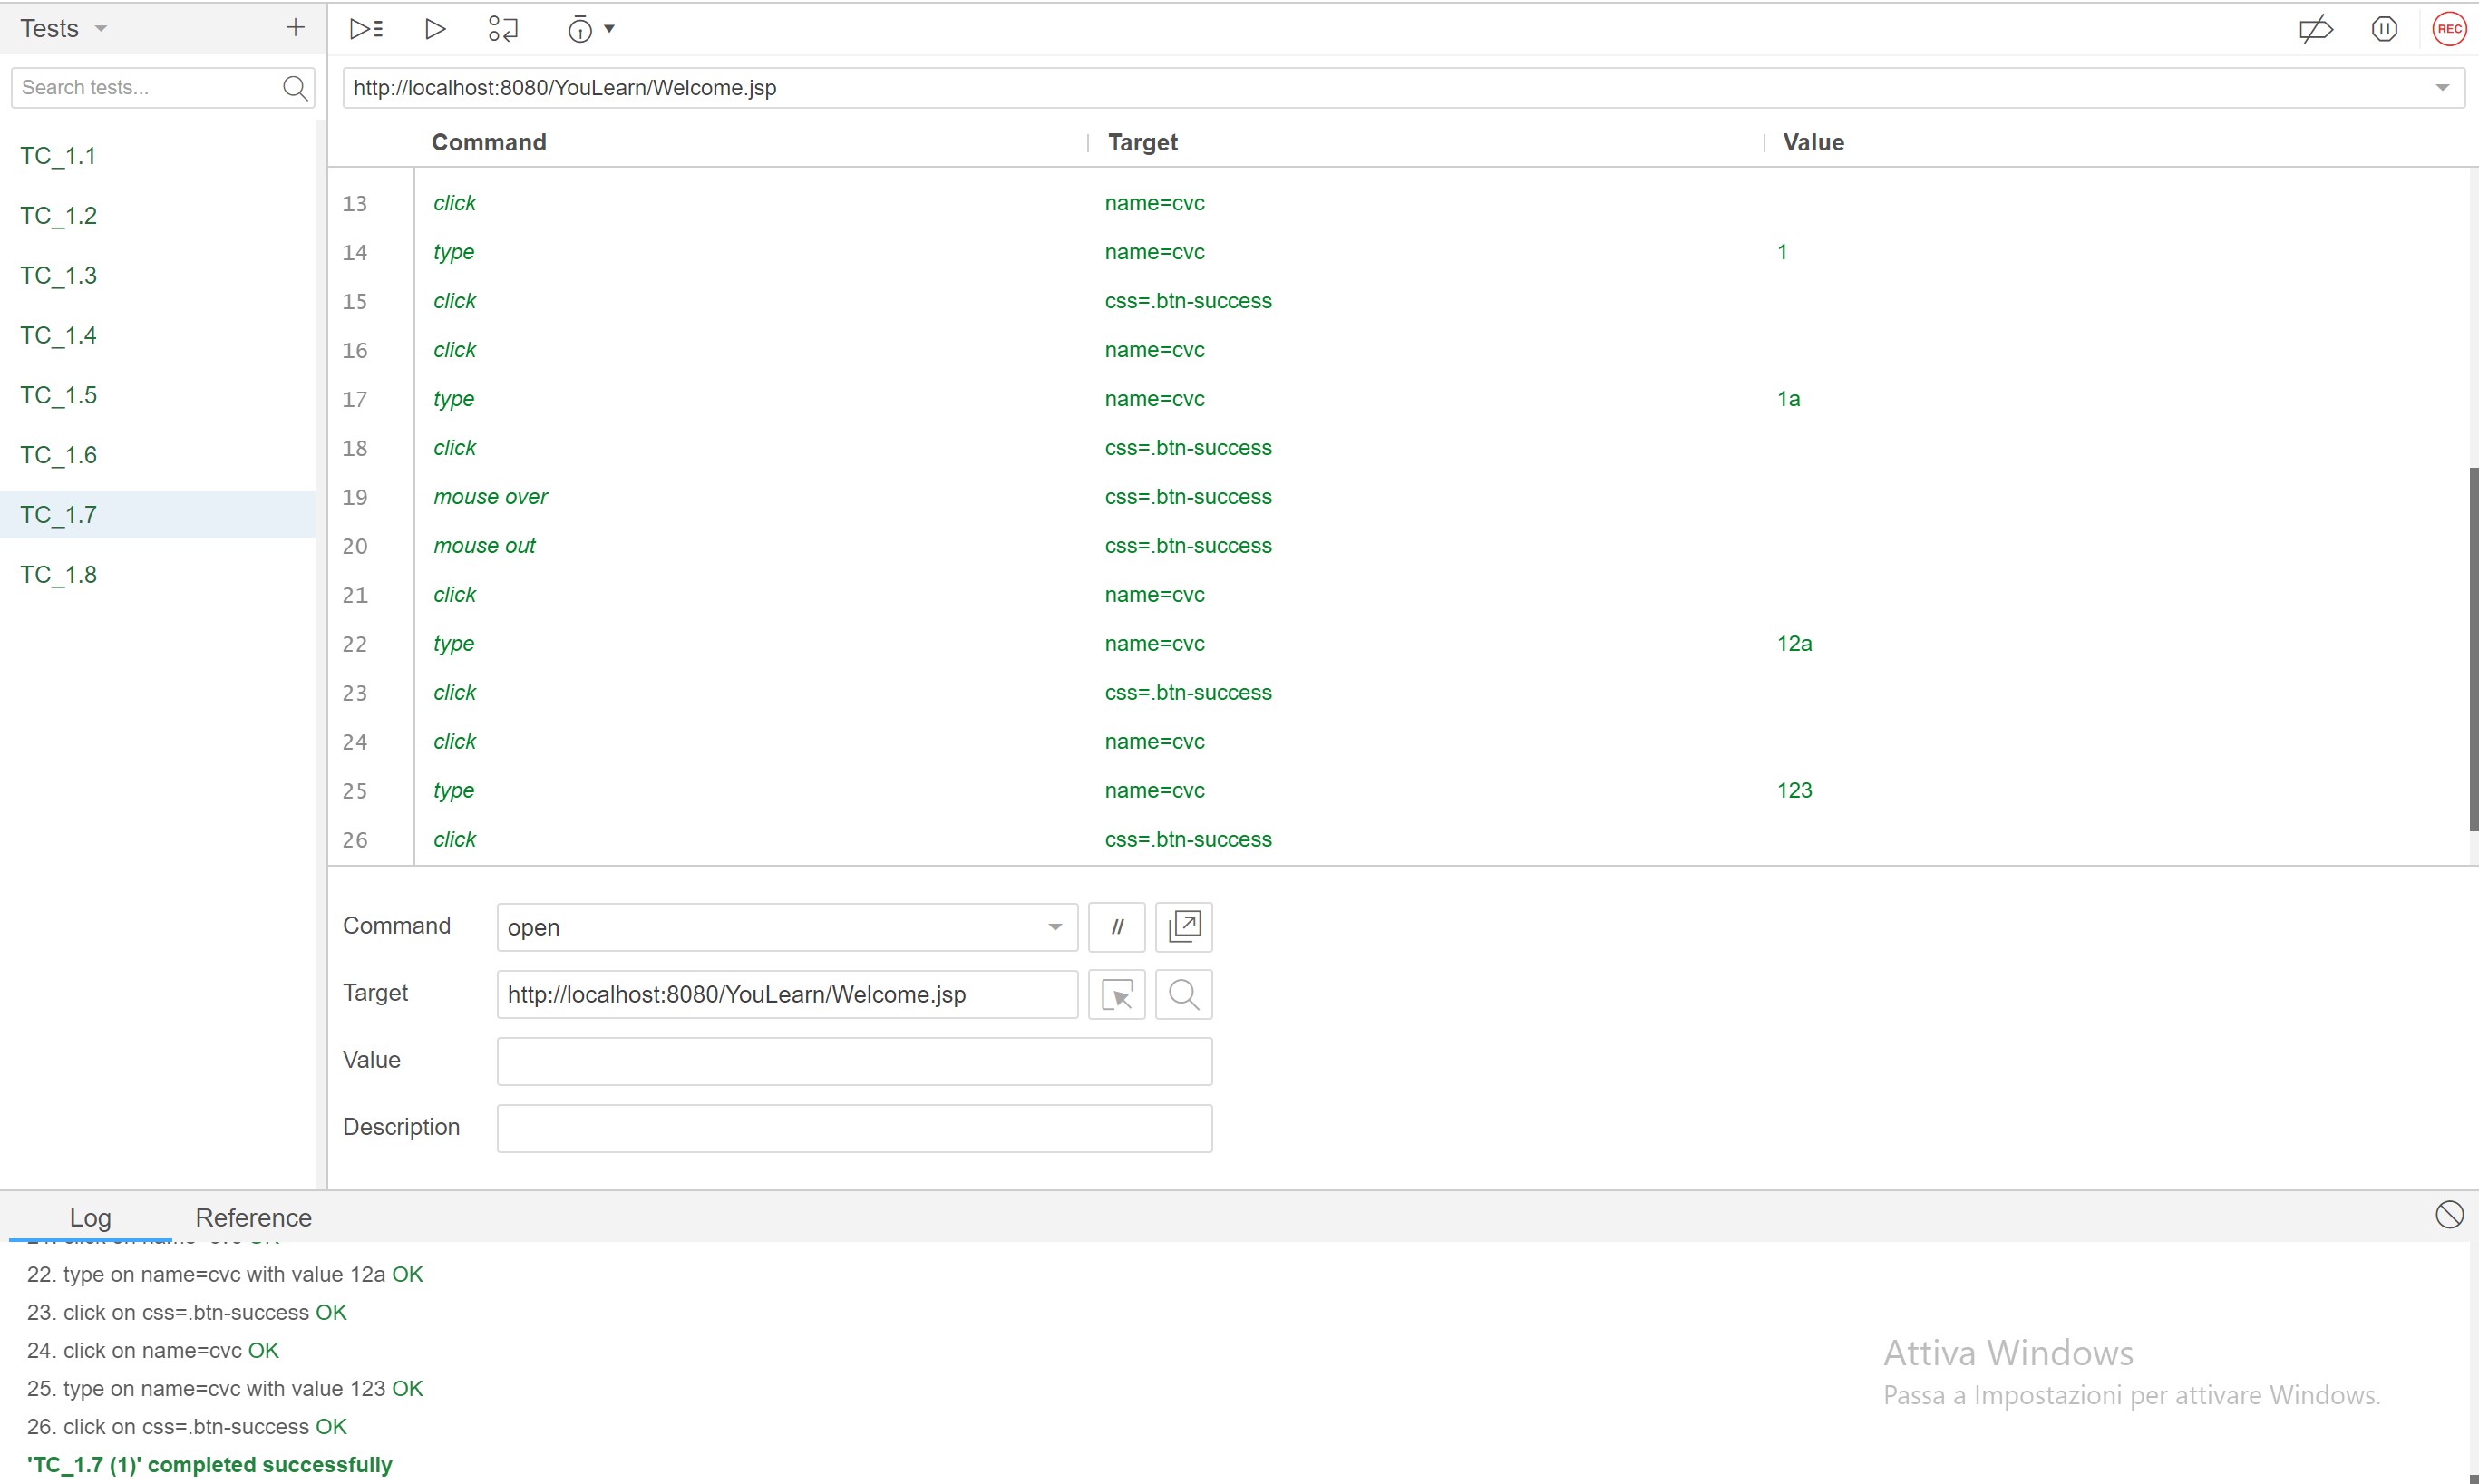 Tests
REC
Search tests...
http://localhost:8080/YouLearn/Welcome.jsp
TC_1.1
TC_1.2
TC_1.3
TC_1.4
TC_1.5
TC_1.6
TC_1.7
TC_1.8
Command Target Value
13 click name=cvc
14 type name=cvc 1
15 click css=.btn-success
16 click name=cvc
17 type name=cvc 1a
18 click css=.btn-success
19 mouse over css=.btn-success
20 mouse out css=.btn-success
21 click name=cvc
22 type name=cvc 12a
23 click css=.btn-success
24 click name=cvc
25 type name=cvc 123
26 click css=.btn-success
Command open //
Target http://localhost:8080/YouLearn/Welcome.jsp
Value
Description
Log Reference
22. type on name=cvc with value 12a OK
23. click on css=.btn-success OK
24. click on name=cvc OK
25. type on name=cvc with value 123 OK
26. click on css=.btn-success OK
'TC_1.7 (1)' completed successfully
Attiva Windows
Passa a Impostazioni per attivare Windows.